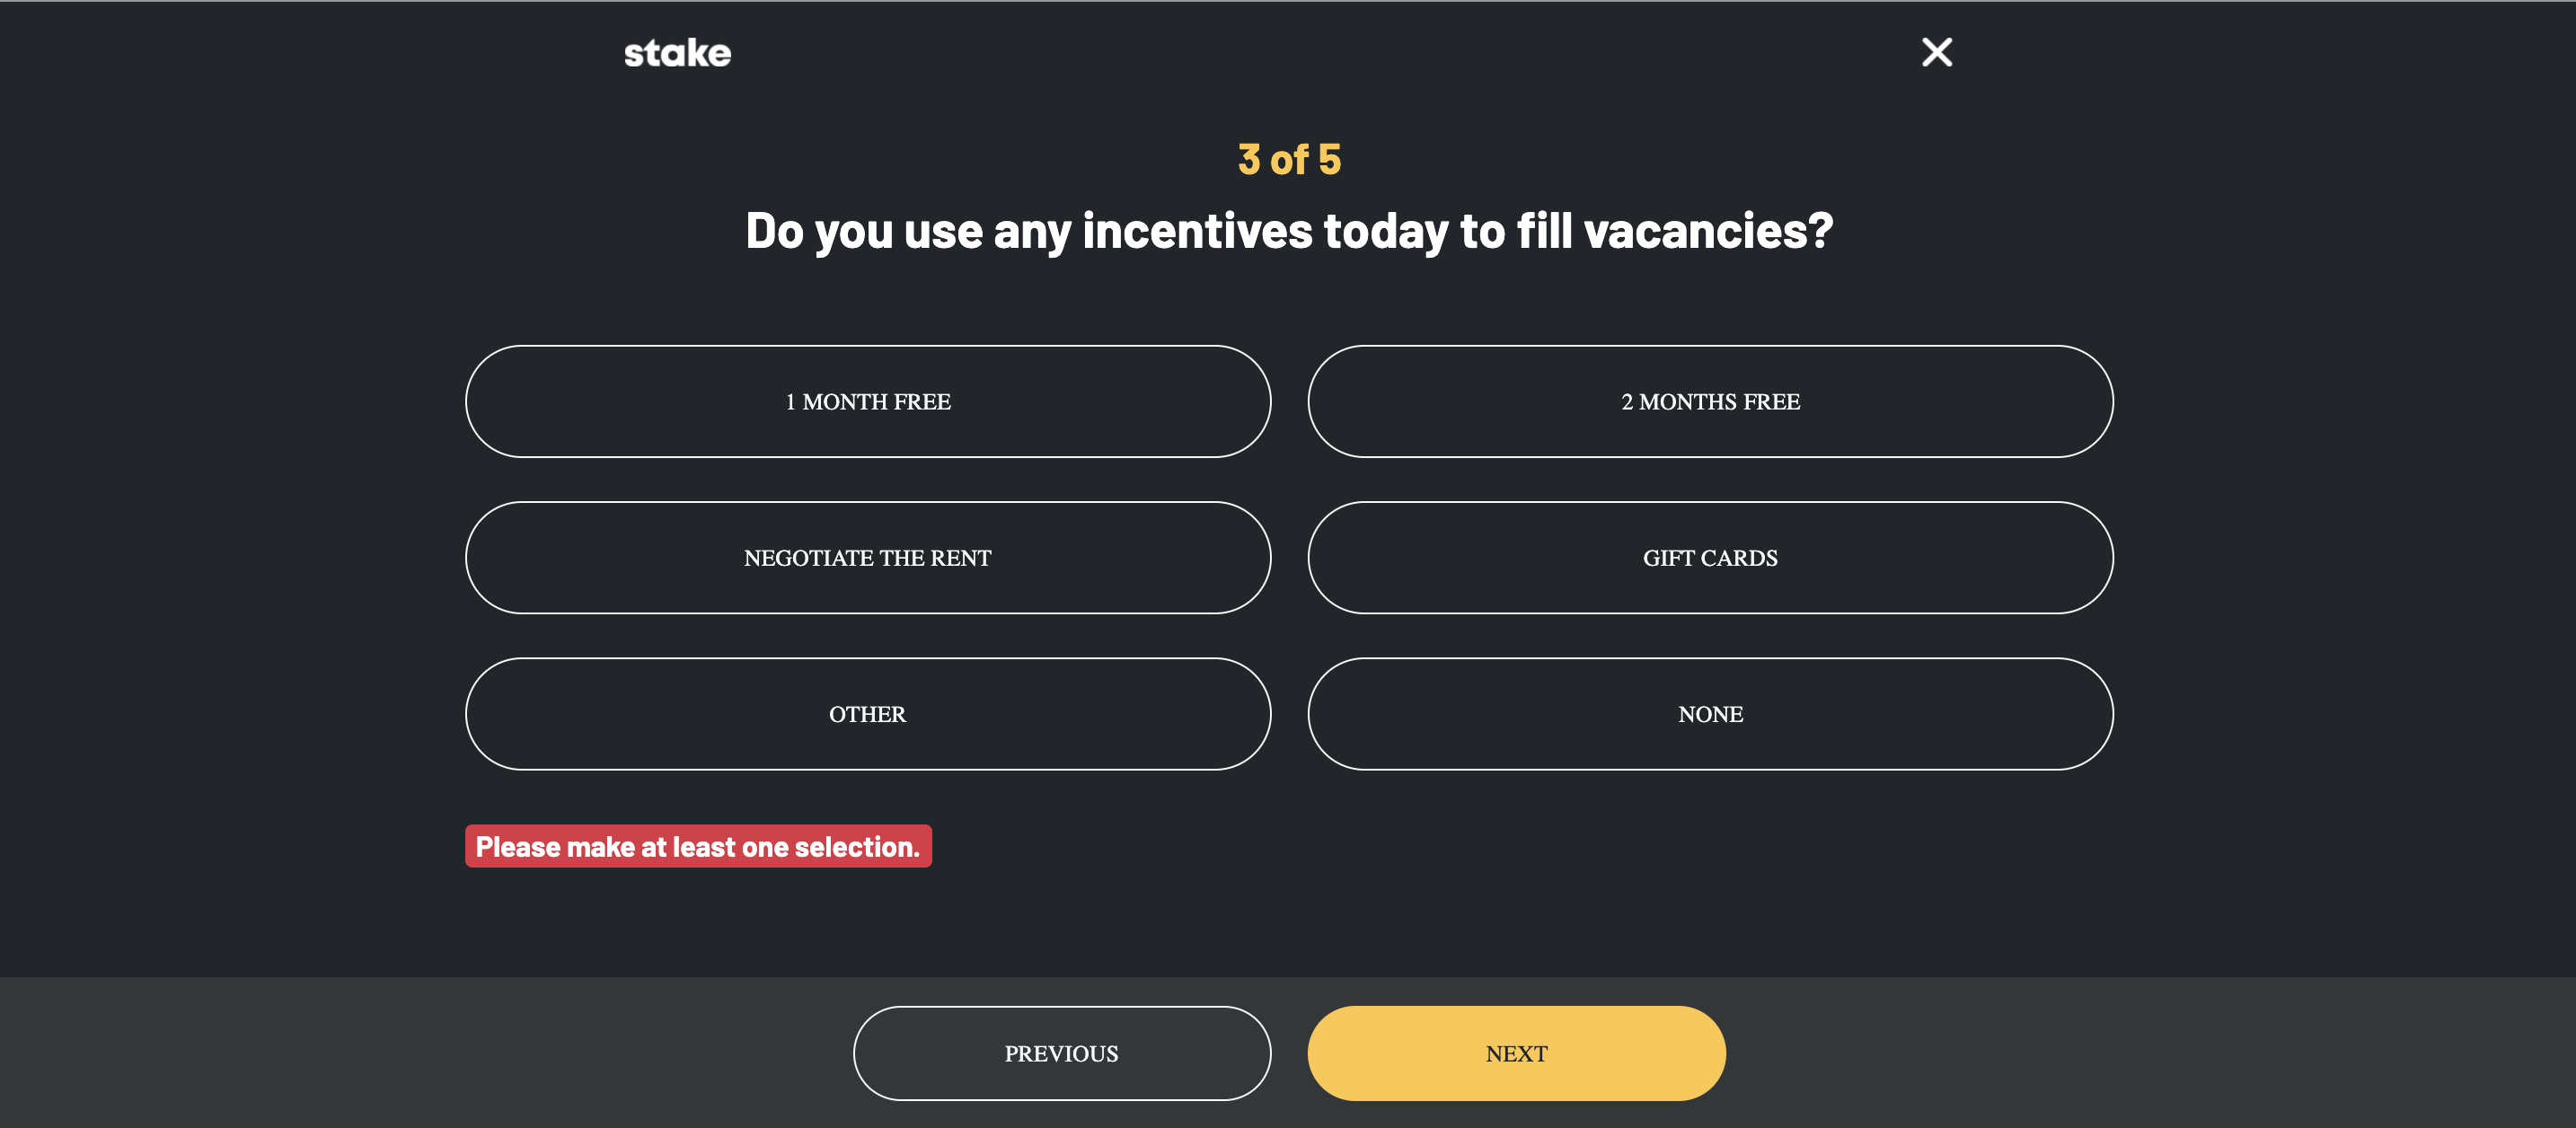 stake
3 of 5
Do you use any incentives today to fill vacancies?
1 MONTH FREE
2 MONTHS FREE
NEGOTIATE THE RENT
GIFT CARDS
OTHER
NONE
Please make at least one selection.
PREVIOUS
NEXT